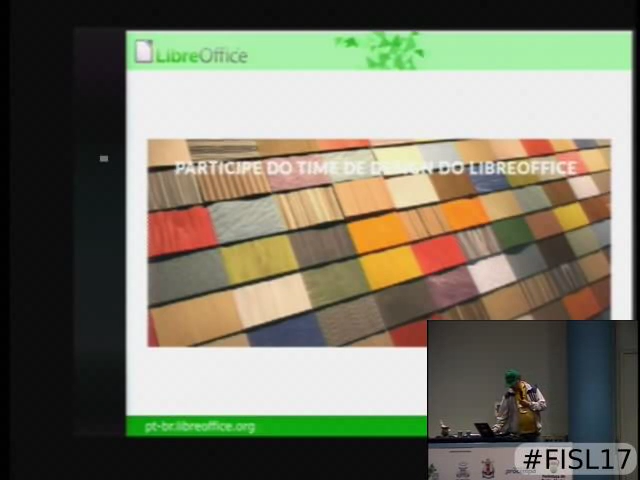 LibreOffice
PARTICIPE DO TIME DE DESIGN DO LIBREOFFICE
pt-br.libreoffice.org
#FISL17